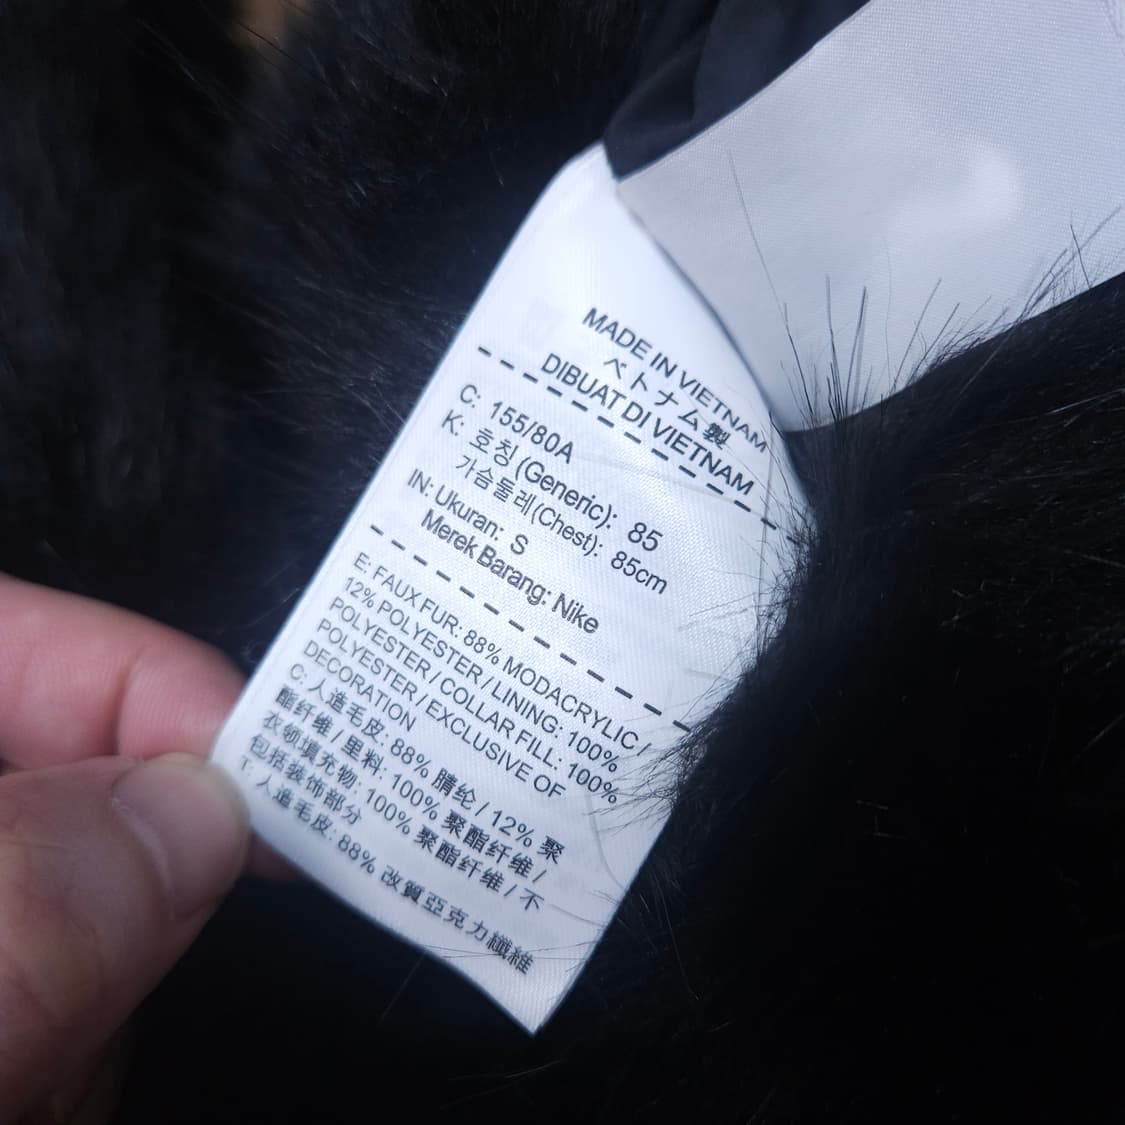 MADE IN VIETNAM
ベトナム製
DIBUAT DI VIETNAM
C: 155/80A
K: 호칭(Generic): 85
가슴둘레(Chest): 85cm
IN: Ukuran: S
Merek Barang: Nike
E: FAUX FUR: 88% MODACRYLIC /
12% POLYESTER / LINING: 100%
POLYESTER / COLLAR FILL: 100%
POLYESTER / EXCLUSIVE OF
DECORATION
C: 人造毛皮: 88% 腈纶 / 12% 聚
酯纤维 / 里料: 100% 聚酯纤维 /
衣领填充物: 100% 聚酯纤维 / 不
包括装饰部分
T: 人造毛皮: 88% 改質亞克力纖維